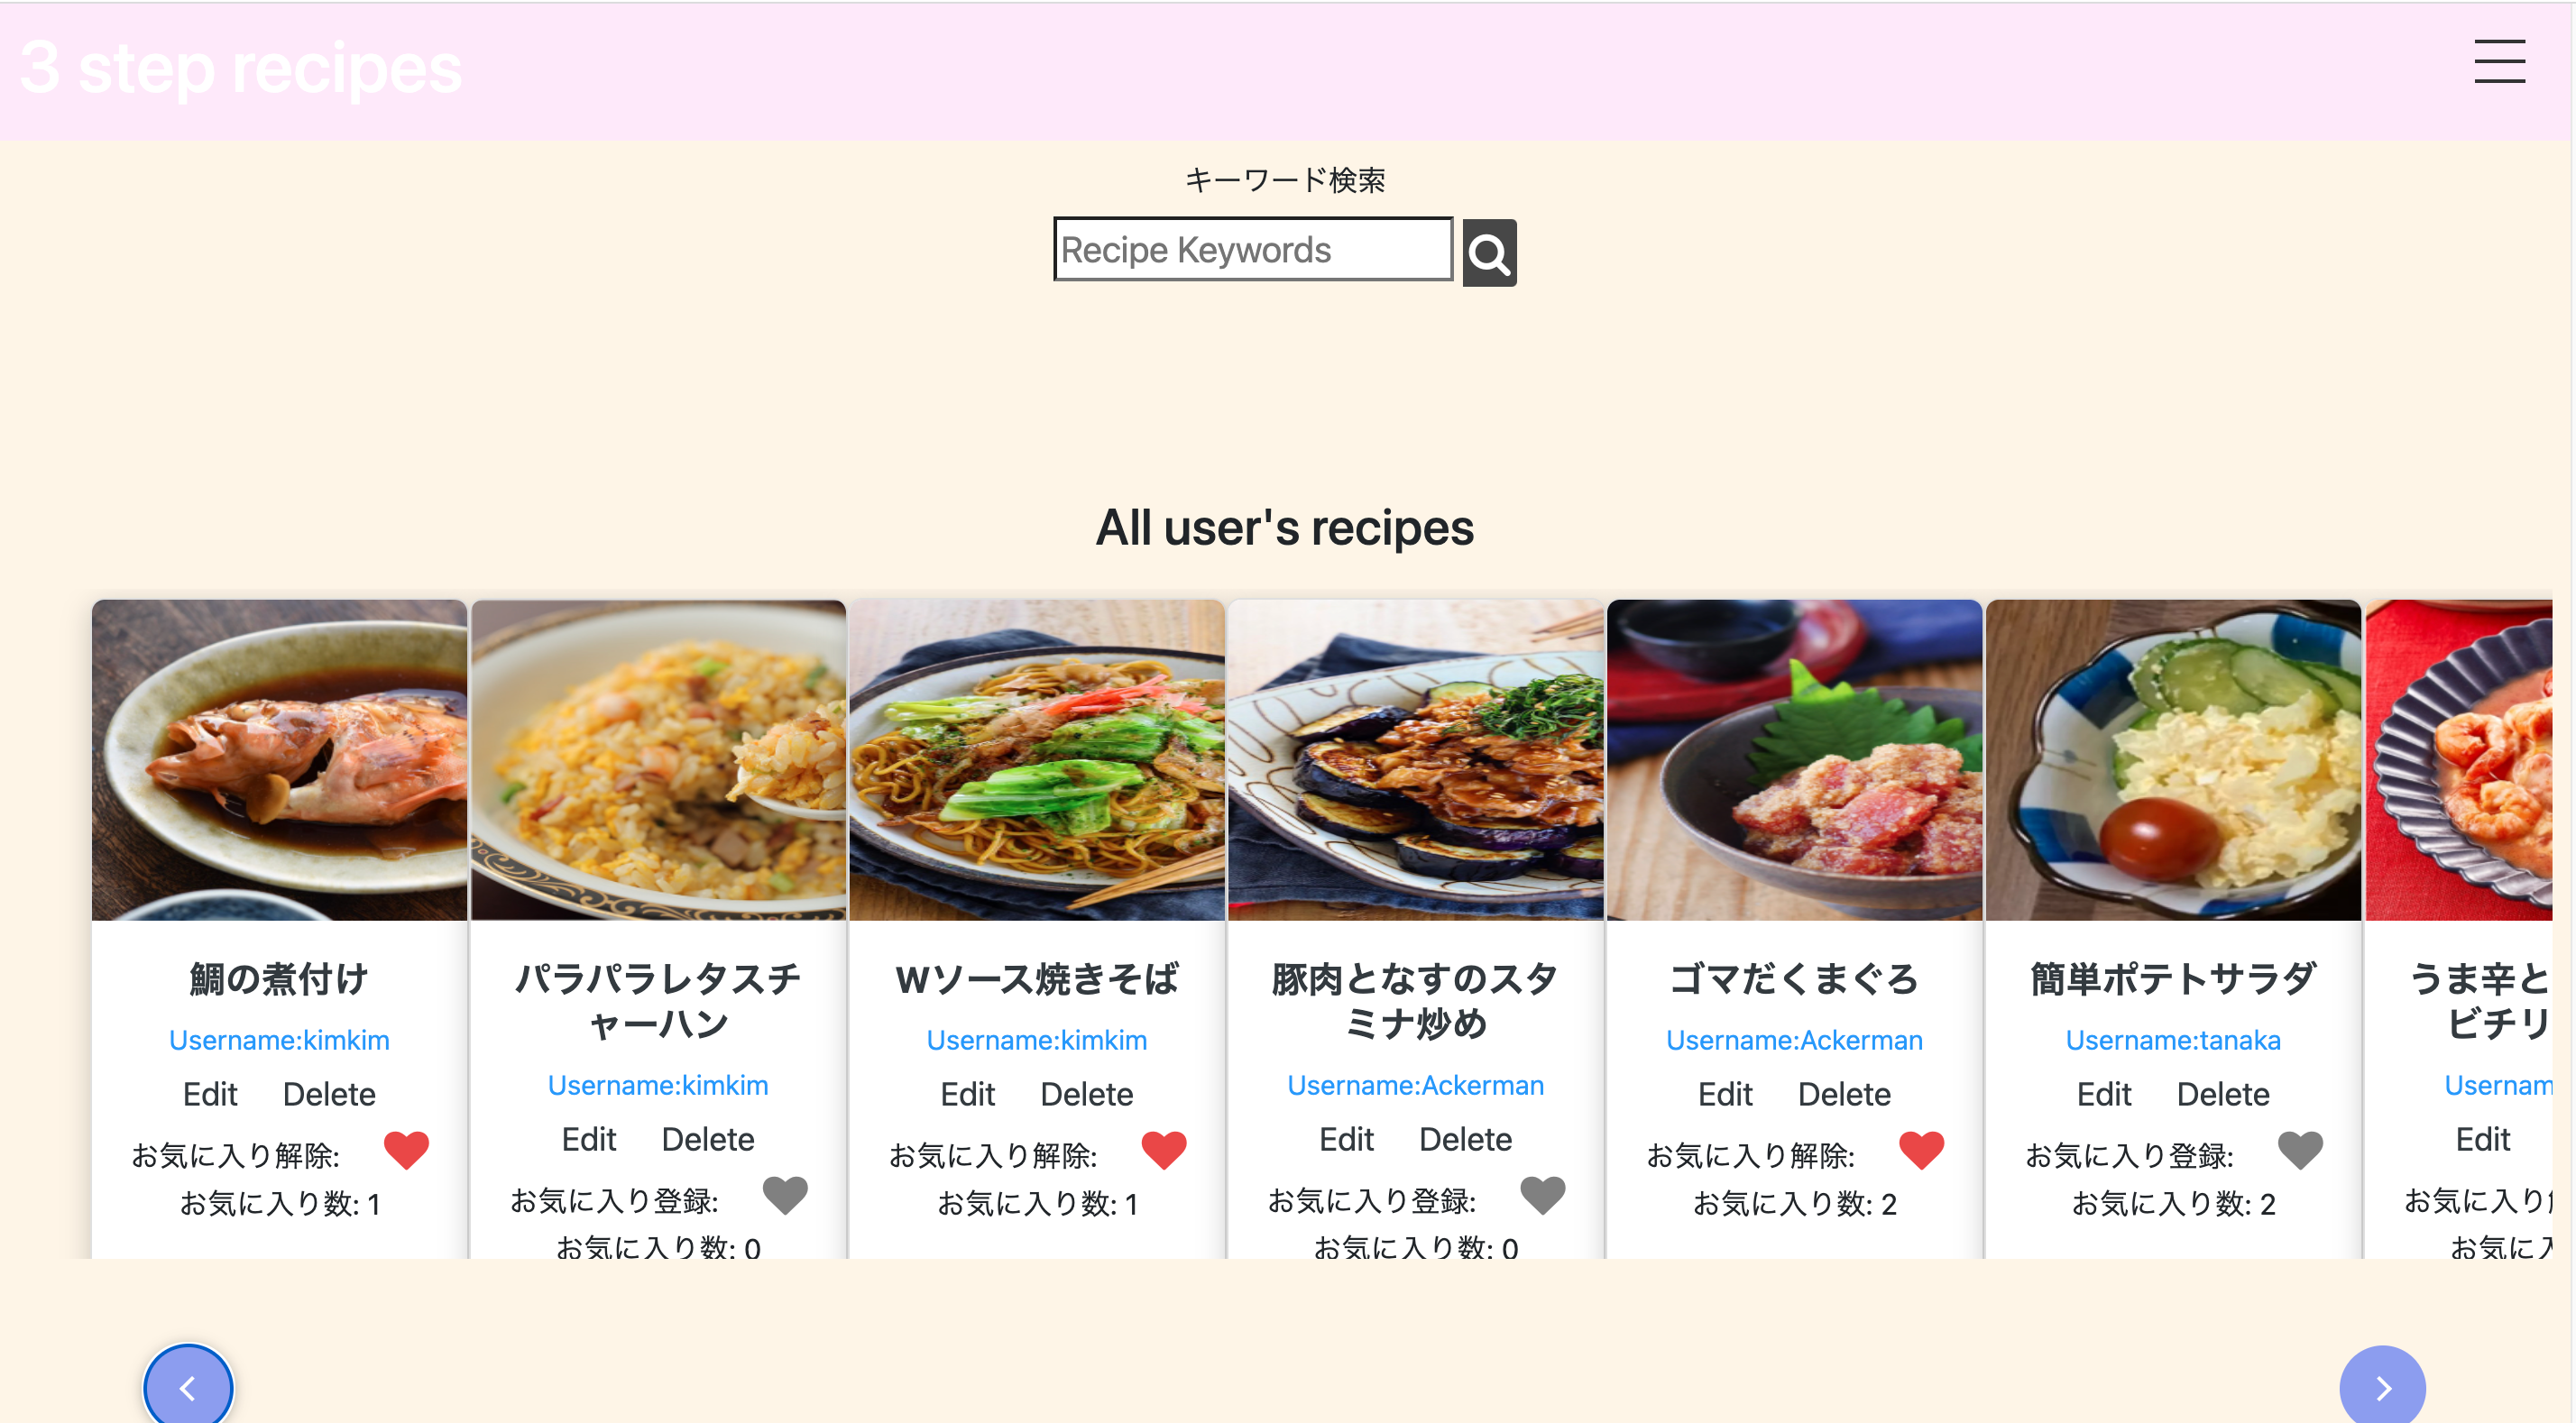 3 step recipes
キーワード検索
Recipe Keywords
All user's recipes
鯛の煮付け
Username:kimkim
Edit Delete
お気に入り解除:
お気に入り数: 1
パラパラレタスチ
ャーハン
Username:kimkim
Edit Delete
お気に入り登録:
お気に入り数: 0
Wソース焼きそば
Username:kimkim
Edit Delete
お気に入り解除:
お気に入り数: 1
豚肉となすのスタ
ミナ炒め
Username:Ackerman
Edit Delete
お気に入り登録:
お気に入り数: 0
ゴマだくまぐろ
Username:Ackerman
Edit Delete
お気に入り解除:
お気に入り数: 2
簡単ポテトサラダ
Username:tanaka
Edit Delete
お気に入り登録:
お気に入り数: 2
うま辛と
ビチリ
Usernam
Edit
お気に入り
お気に入